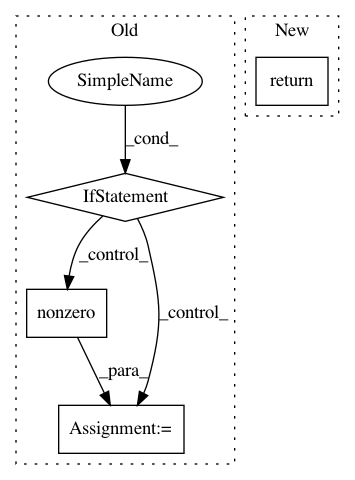 Old
New
SimpleName
return
_cond_
IfStatement
_control_
nonzero
_control_
_para_
Assignment:=